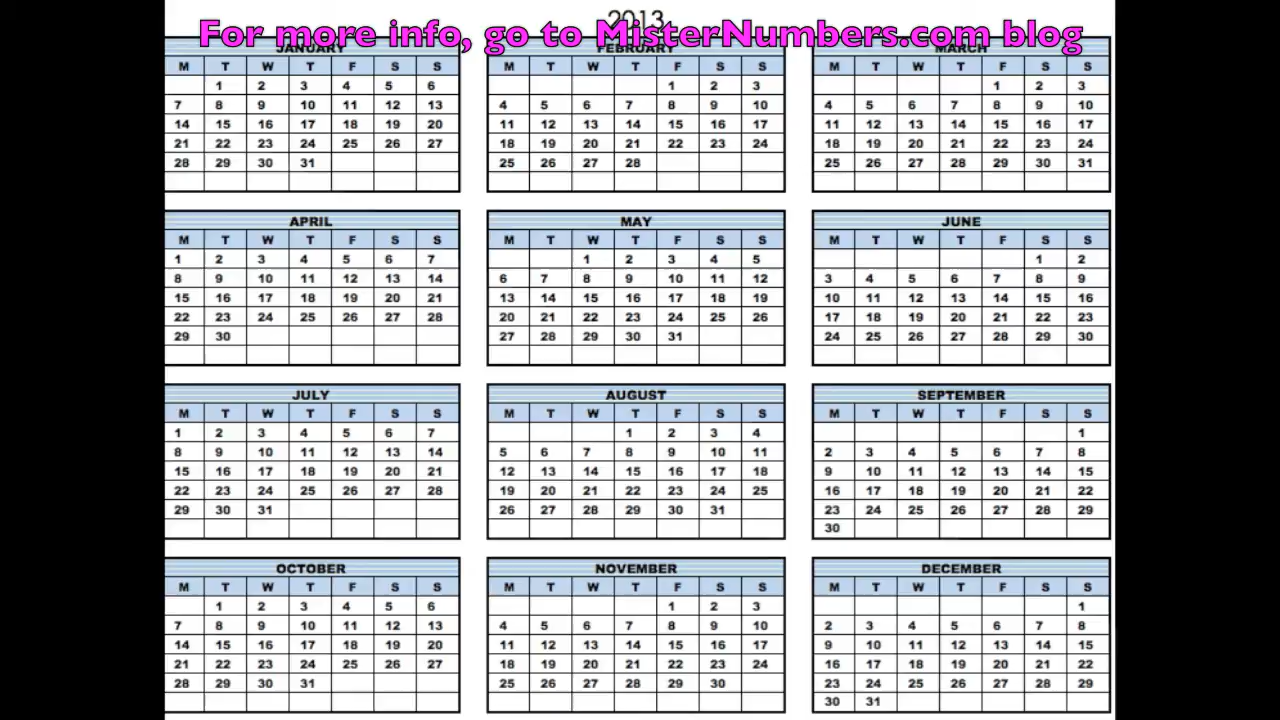 2013
For more info, go to MisterNumbers.com blog
JANUARY FEBRUARY MARCH
M T W T F S S M T W T F S S M T W T F S S
1 2 3 4 5 6 1 2 3 1 2 3
7 8 9 10 11 12 13 4 5 6 7 8 9 10 4 5 6 7 8 9 10
14 15 16 17 18 19 20 11 12 13 14 15 16 17 11 12 13 14 15 16 17
21 22 23 24 25 26 27 18 19 20 21 22 23 24 18 19 20 21 22 23 24
28 29 30 31 25 26 27 28 25 26 27 28 29 30 31
APRIL MAY JUNE
M T W T F S S M T W T F S S M T W T F S S
1 2 3 4 5 6 7 1 2 3 4 5 1 2
8 9 10 11 12 13 14 6 7 8 9 10 11 12 3 4 5 6 7 8 9
15 16 17 18 19 20 21 13 14 15 16 17 18 19 10 11 12 13 14 15 16
22 23 24 25 26 27 28 20 21 22 23 24 25 26 17 18 19 20 21 22 23
29 30 27 28 29 30 31 24 25 26 27 28 29 30
JULY AUGUST SEPTEMBER
M T W T F S S M T W T F S S M T W T F S S
1 2 3 4 5 6 7 1 2 3 4 1
8 9 10 11 12 13 14 5 6 7 8 9 10 11 2 3 4 5 6 7 8
15 16 17 18 19 20 21 12 13 14 15 16 17 18 9 10 11 12 13 14 15
22 23 24 25 26 27 28 19 20 21 22 23 24 25 16 17 18 19 20 21 22
29 30 31 26 27 28 29 30 31 23 24 25 26 27 28 29
30
OCTOBER NOVEMBER DECEMBER
M T W T F S S M T W T F S S M T W T F S S
1 2 3 4 5 6 1 2 3 1
7 8 9 10 11 12 13 4 5 6 7 8 9 10 2 3 4 5 6 7 8
14 15 16 17 18 19 20 11 12 13 14 15 16 17 9 10 11 12 13 14 15
21 22 23 24 25 26 27 18 19 20 21 22 23 24 16 17 18 19 20 21 22
28 29 30 31 25 26 27 28 29 30 23 24 25 26 27 28 29
30 31